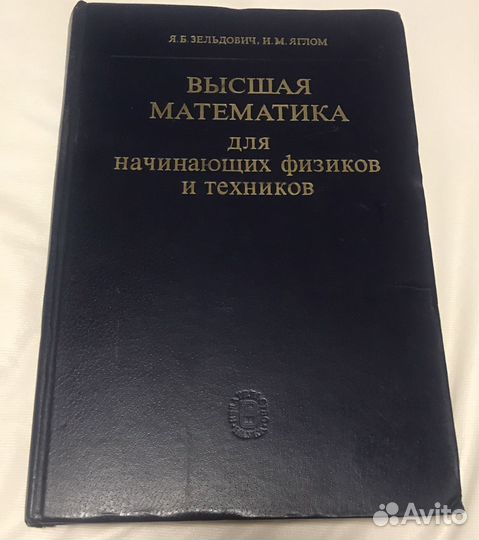 Я.Б.ЗЕЛЬДОВИЧ, И.М.ЯГЛОМ
ВЫСШАЯ
МАТЕМАТИКА
для
начинающих физиков
и техников
Avito